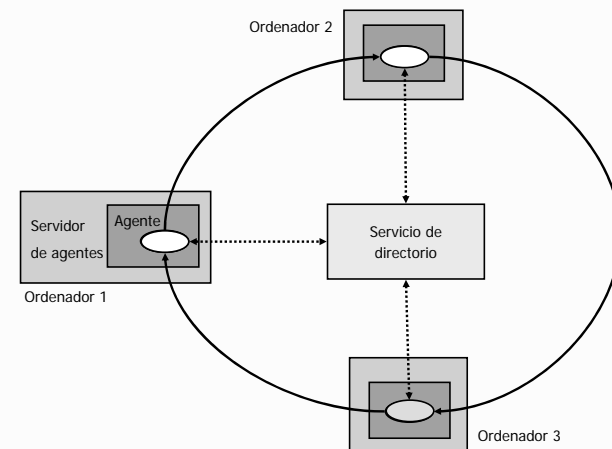 Ordenador 2
Agente
Servidor
de agentes
Servicio de
directorio
Ordenador 1
Ordenador 3